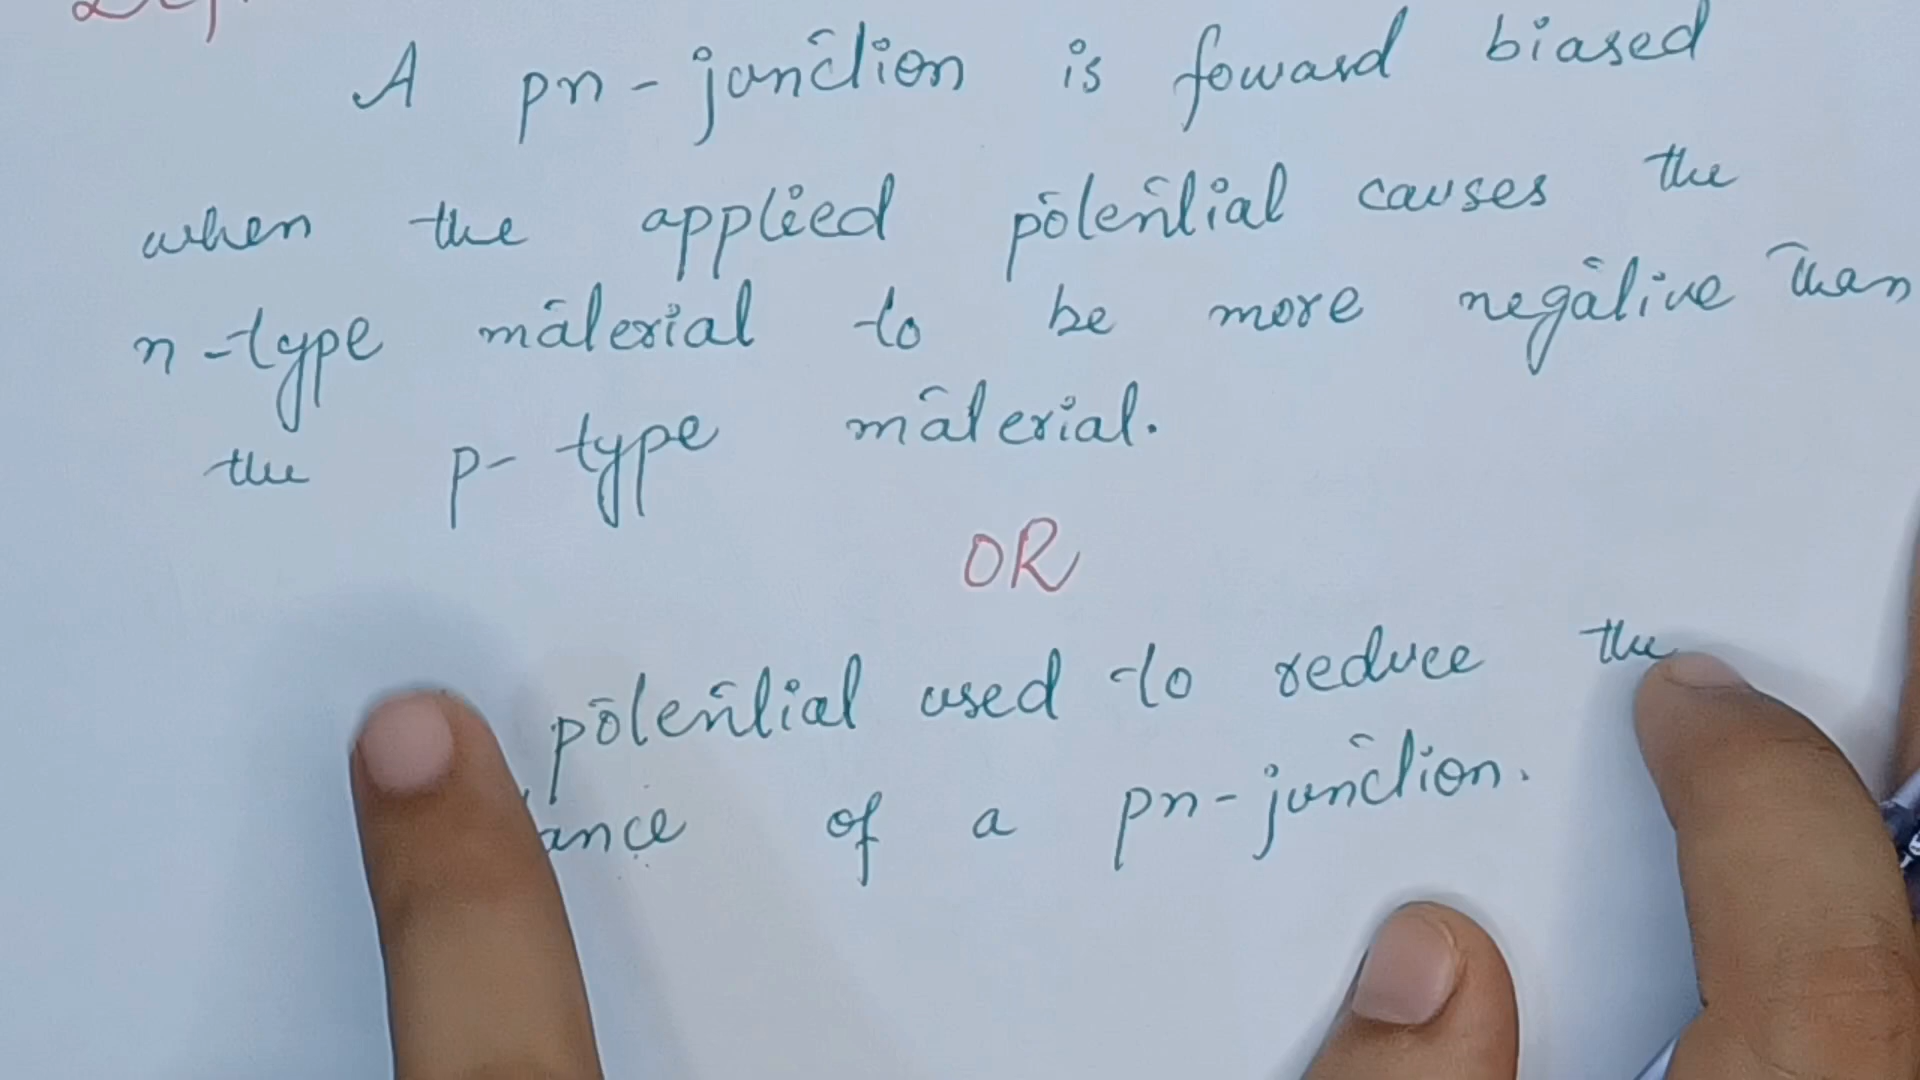 A pn-junction is foward biased
when the applied potential causes the
n-type material to be more negative than
the p-type material.
OR
potential used to reduce the
ance of a pn-junction.